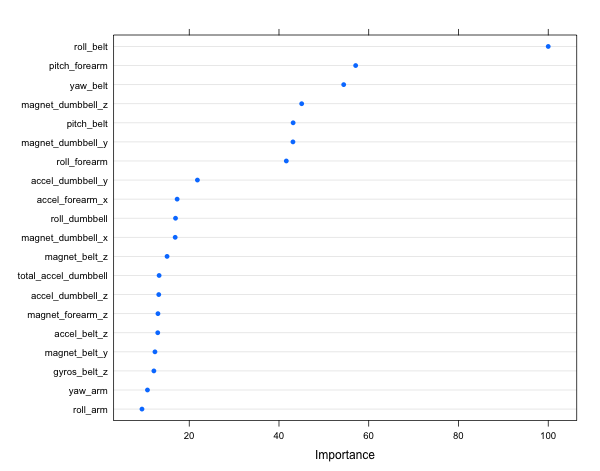 roll_belt
pitch_forearm
yaw_belt
magnet_dumbbell_z
pitch_belt
magnet_dumbbell_y
roll_forearm
accel_dumbbell_y
accel_forearm_x
roll_dumbbell
magnet_dumbbell_x
magnet_belt_z
total_accel_dumbbell
accel_dumbbell_z
magnet_forearm_z
accel_belt_z
magnet_belt_y
gyros_belt_z
yaw_arm
roll_arm
20 40 60 80 100
Importance